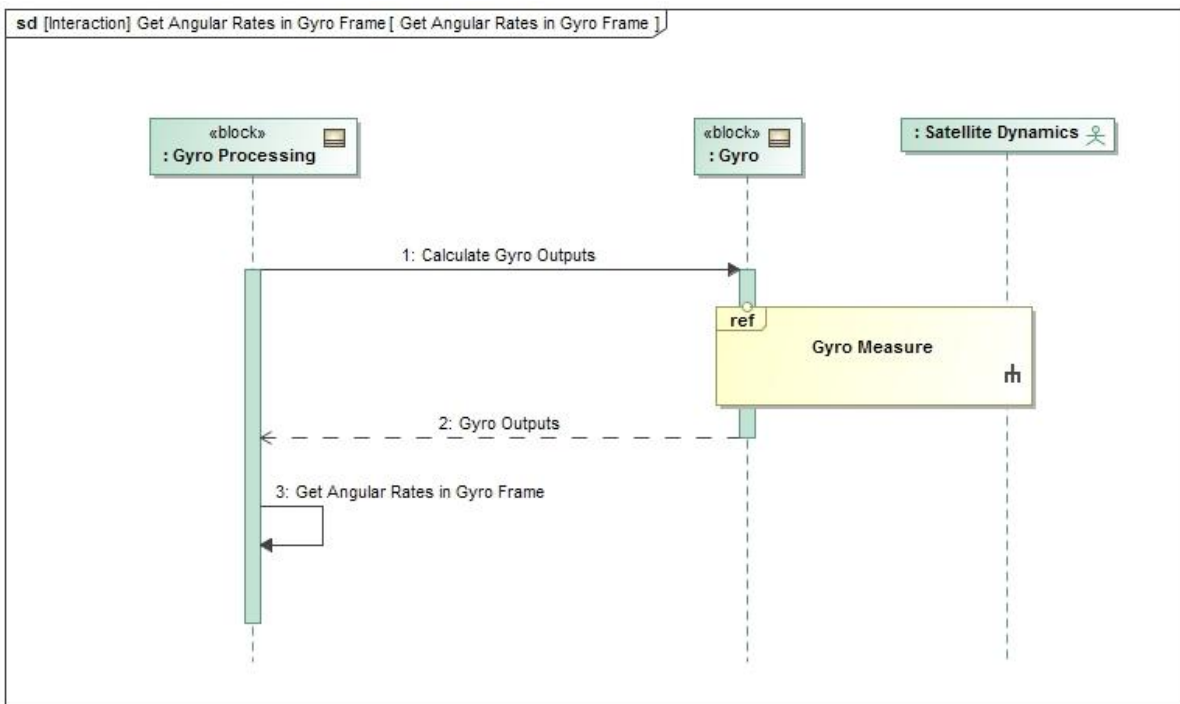 sd [Interaction] Get Angular Rates in Gyro Frame [ Get Angular Rates in Gyro Frame ]
«block»
: Gyro Processing
«block»
: Gyro
: Satellite Dynamics
1: Calculate Gyro Outputs
ref
Gyro Measure
2: Gyro Outputs
3: Get Angular Rates in Gyro Frame